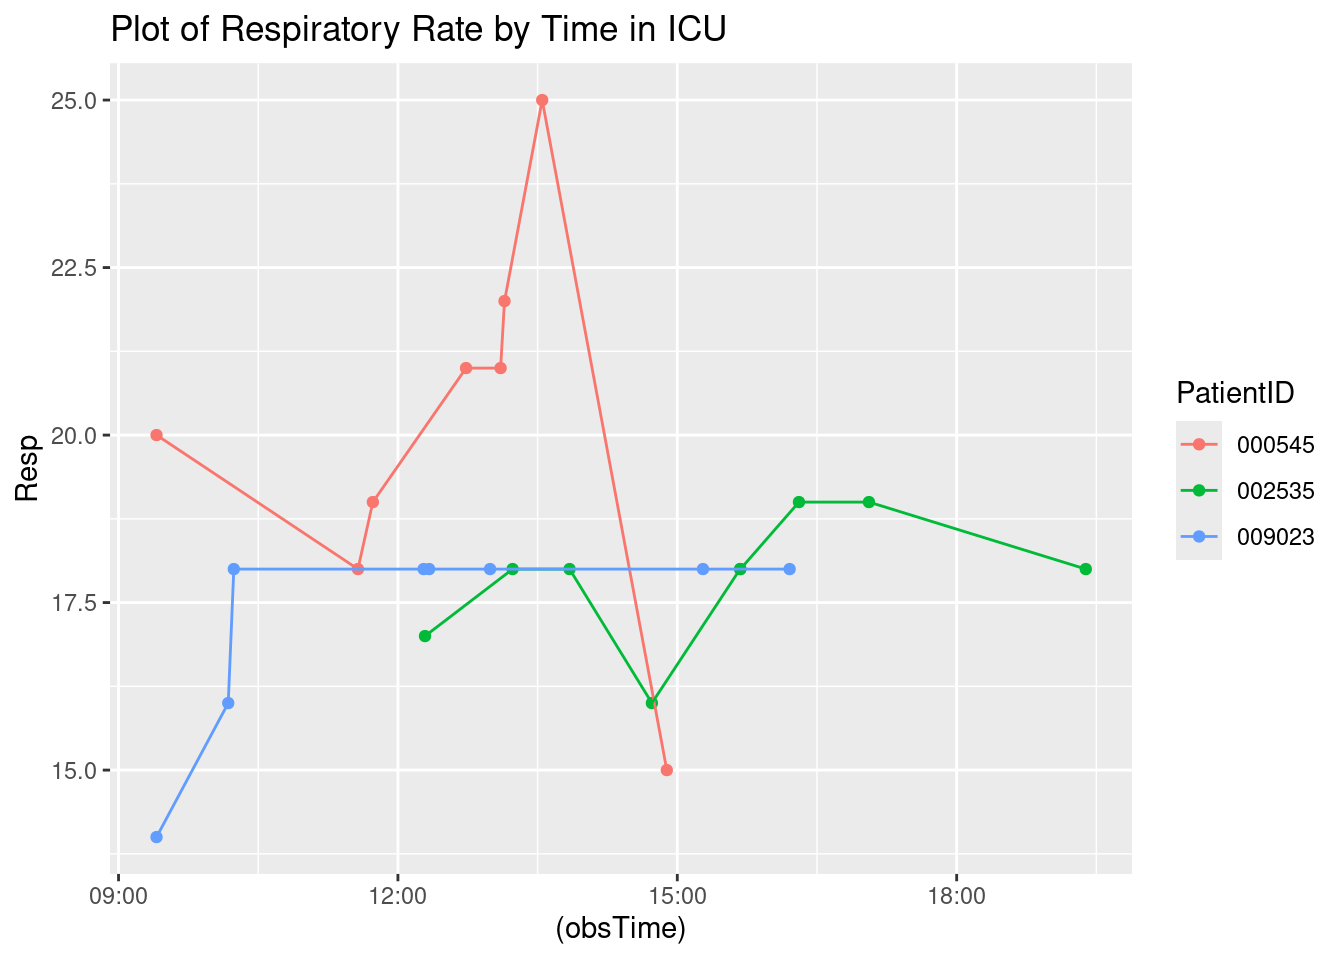 Plot of Respiratory Rate by Time in ICU
25.0
22.5
20.0
17.5
15.0
Resp
09:00 12:00 15:00 18:00
(obsTime)
PatientID
000545
002535
009023